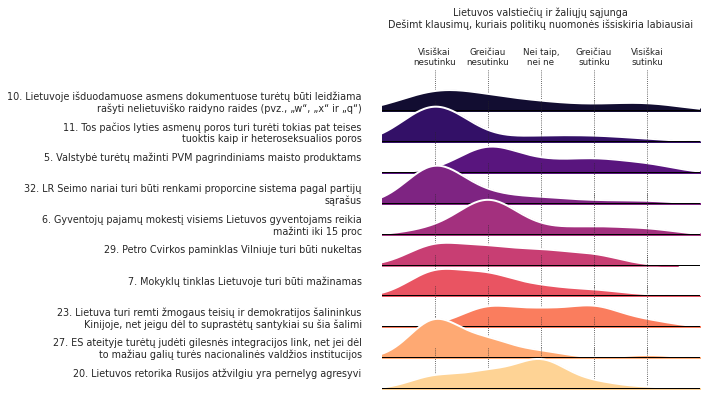 Lietuvos valstiečių ir žaliųjų sąjunga
Dešimt klausimų, kuriais politikų nuomonės išsiskiria labiausiai
Visiškai nesutinku
Greičiau nesutinku
Nei taip, nei ne
Greičiau sutinku
Visiškai sutinku
10. Lietuvoje išduodamuose asmens dokumentuose turėtų būti leidžiama
rašyti nelietuviško raidyno raides (pvz., „w“, „x“ ir „q“)
11. Tos pačios lyties asmenų poros turi turėti tokias pat teises
tuoktis kaip ir heteroseksualios poros
5. Valstybė turėtų mažinti PVM pagrindiniams maisto produktams
32. LR Seimo nariai turi būti renkami proporcine sistema pagal partijų
sąrašus
6. Gyventojų pajamų mokestį visiems Lietuvos gyventojams reikia
mažinti iki 15 proc
29. Petro Cvirkos paminklas Vilniuje turi būti nukeltas
7. Mokyklų tinklas Lietuvoje turi būti mažinamas
23. Lietuva turi remti žmogaus teisių ir demokratijos šalininkus
Kinijoje, net jeigu dėl to suprastėtų santykiai su šia šalimi
27. ES ateityje turėtų judėti gilesnės integracijos link, net jei dėl
to mažiau galių turės nacionalinės valdžios institucijos
20. Lietuvos retorika Rusijos atžvilgiu yra pernelyg agresyvi